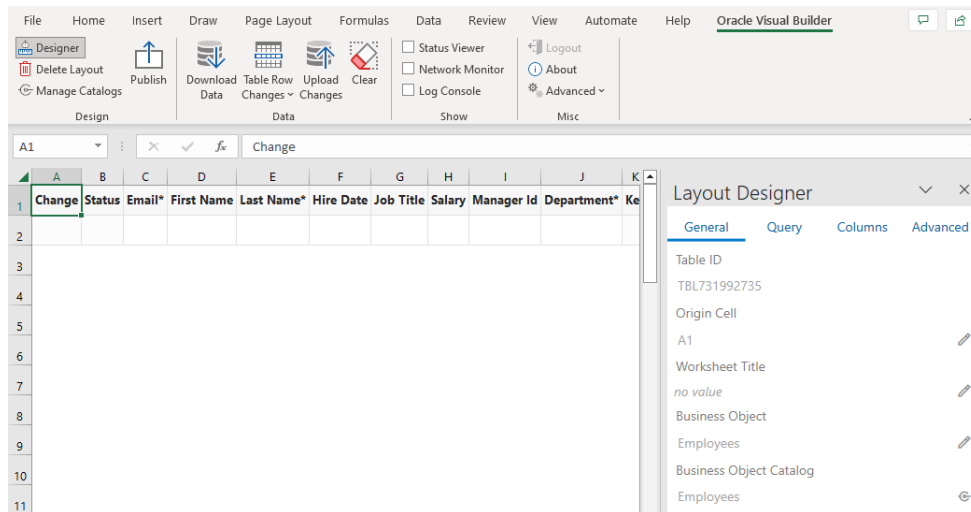 File Home Insert Draw Page Layout Formulas Data Review View Automate Help Oracle Visual Builder
Designer
Delete Layout
Manage Catalogs
Design
Publish
Download Data
Table Row Changes
Upload Changes
Clear
Data
Status Viewer
Network Monitor
Log Console
Show
Logout
About
Advanced
Misc
A1 fx Change
A B C D E F G H I J K
1 Change Status Email* First Name Last Name* Hire Date Job Title Salary Manager Id Department* Ke
2
3
4
5
6
7
8
9
10
11
Layout Designer
General Query Columns Advanced
Table ID
TBL731992735
Origin Cell
A1
Worksheet Title
no value
Business Object
Employees
Business Object Catalog
Employees